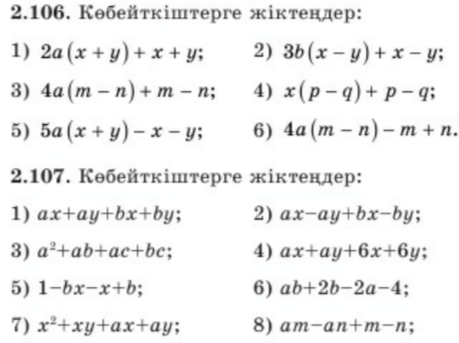 2.106. Көбейткіштерге жіктеңдер:
1) 2a(x + y) + x + y; 2) 3b(x − y) + x − y;
3) 4a(m − n) + m − n; 4) x(p − q) + p − q;
5) 5a(x + y) − x − y; 6) 4a(m − n) − m + n.
2.107. Көбейткіштерге жіктеңдер:
1) ax+ay+bx+by; 2) ax−ay+bx−by;
3) a²+ab+ac+bc; 4) ax+ay+6x+6y;
5) 1−bx−x+b; 6) ab+2b−2a−4;
7) x²+xy+ax+ay; 8) am−an+m−n;